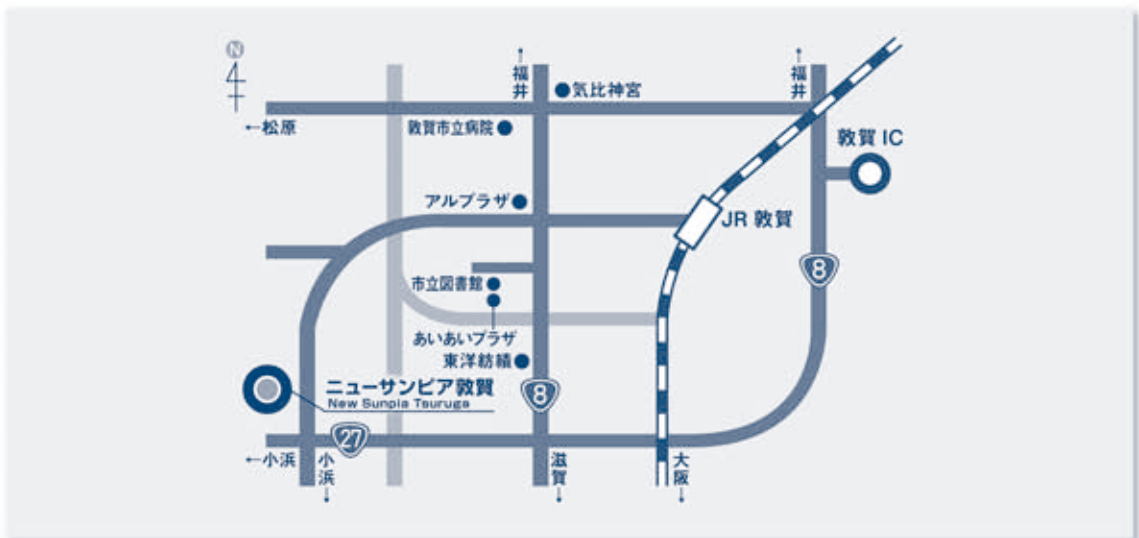 N
↑福井
↑福井
気比神宮
←松原
敦賀市立病院
敦賀 IC
アルプラザ
JR 敦賀
8
市立図書館
あいあいプラザ
東洋紡績
ニューサンピア敦賀
New Sunpia Tsuruga
8
27
←小浜
小浜↓
滋賀↓
大阪↓